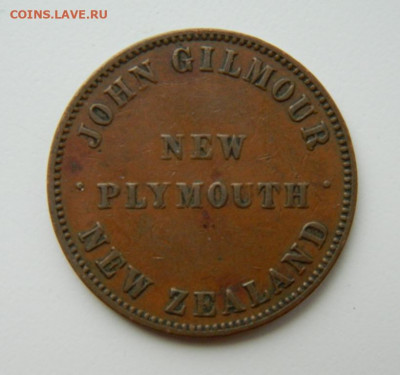 COINS.LAVE.RU
JOHN GILMOUR
NEW
PLYMOUTH
NEW ZEALAND